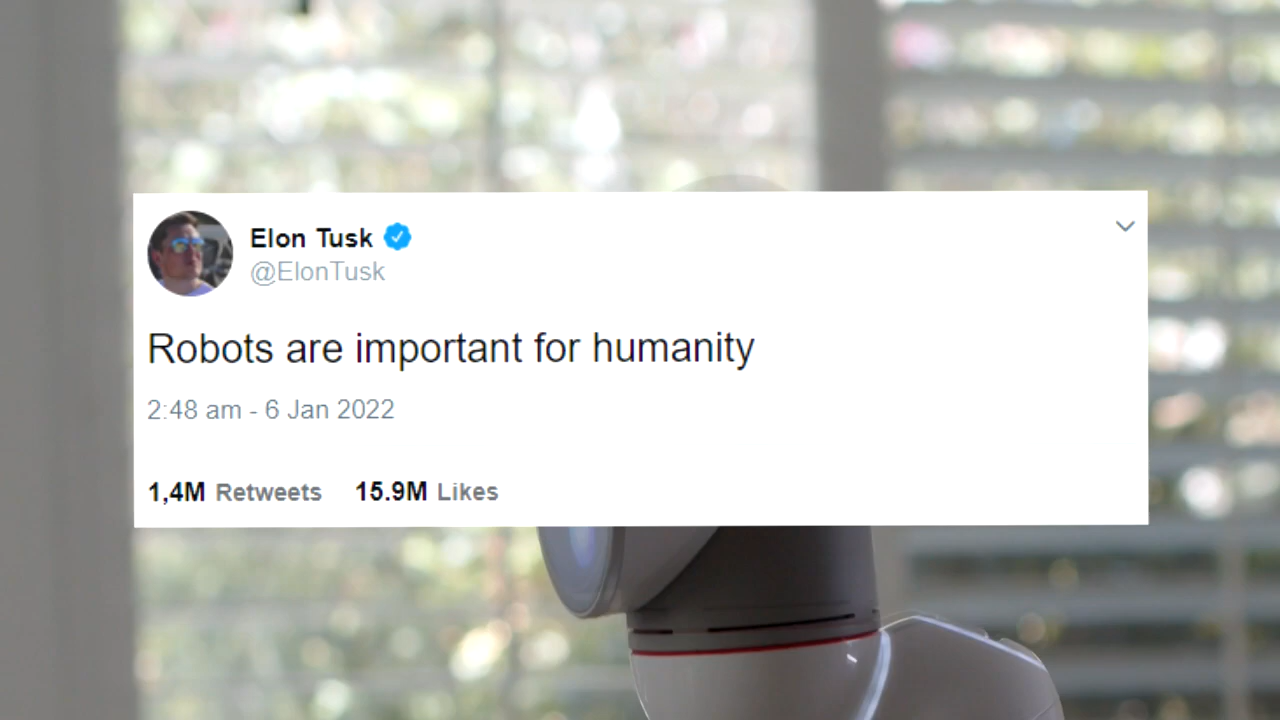 Elon Tusk
@ElonTusk
Robots are important for humanity
2:48 am - 6 Jan 2022
1,4M Retweets 15.9M Likes